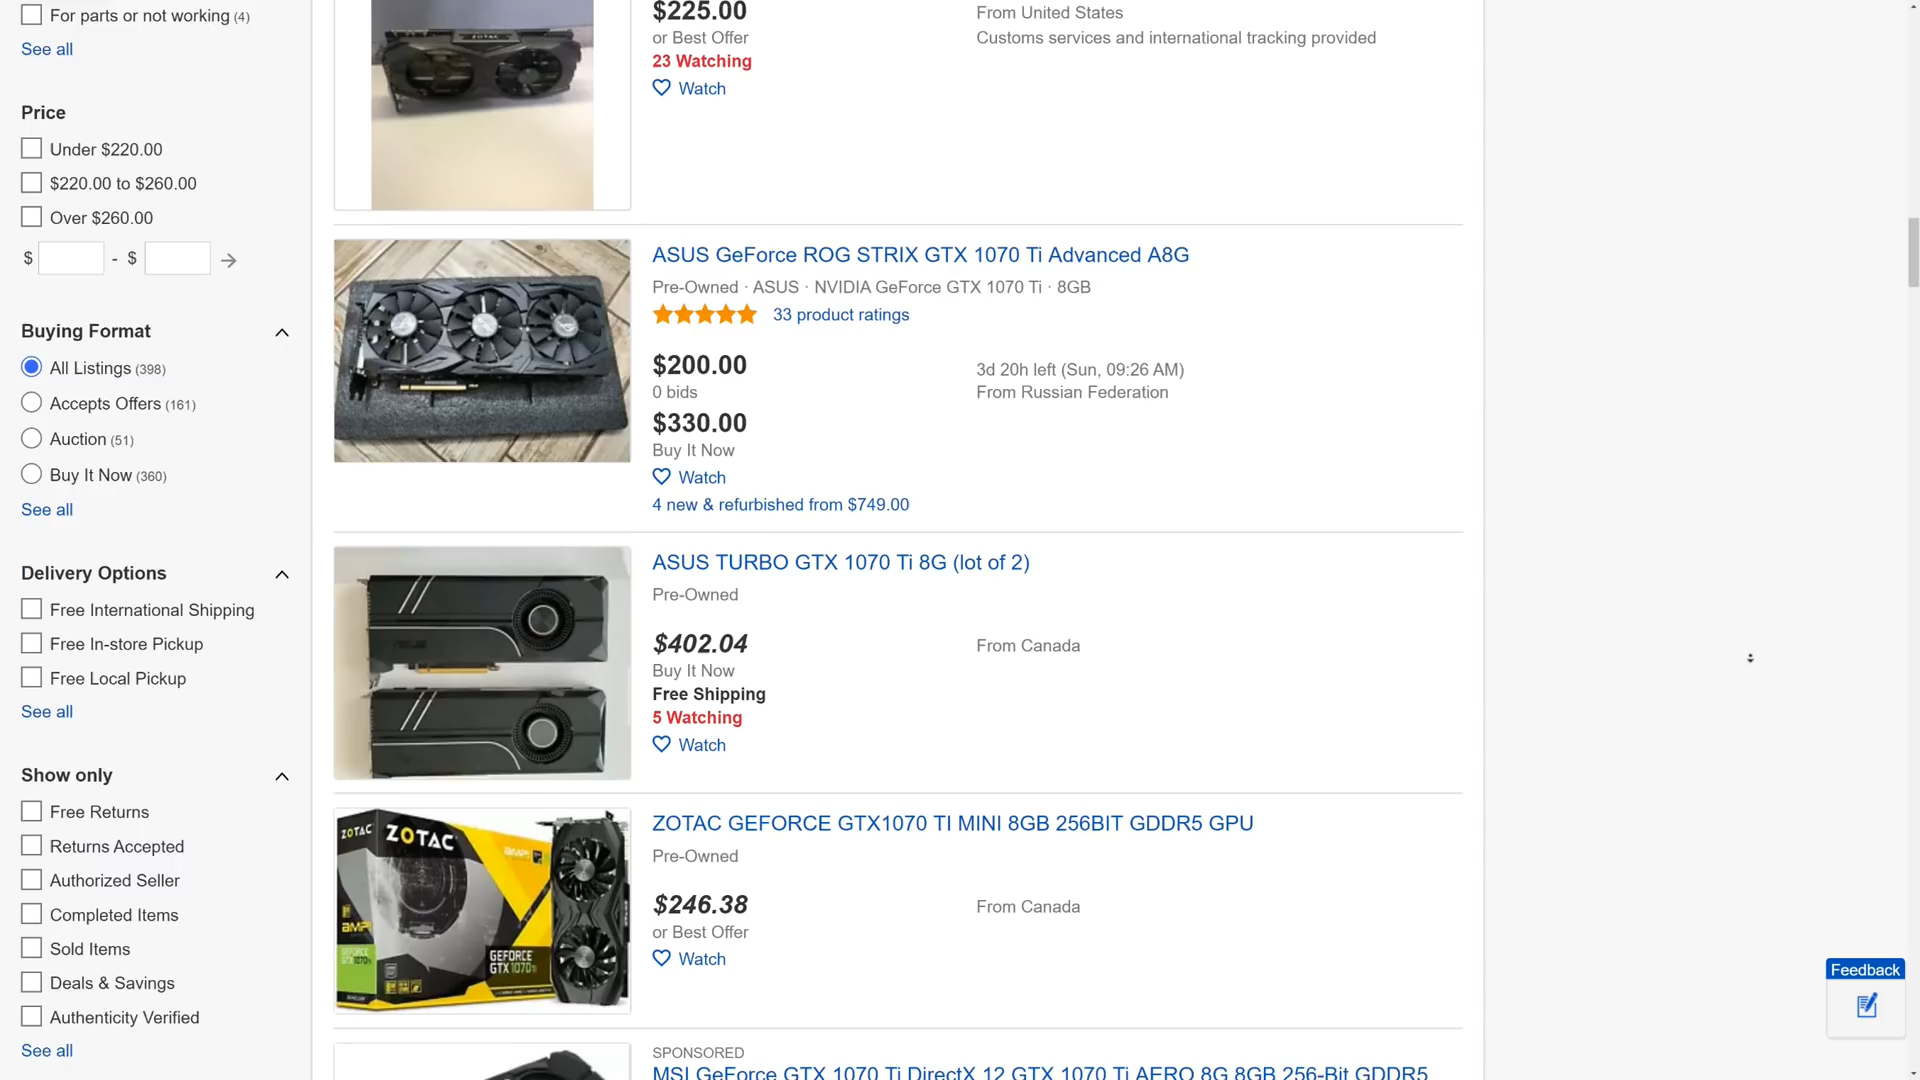 For parts or not working (4)
See all
Price
Under $220.00
$220.00 to $260.00
Over $260.00
$ - $
Buying Format
All Listings (398)
Accepts Offers (161)
Auction (51)
Buy It Now (360)
See all
Delivery Options
Free International Shipping
Free In-store Pickup
Free Local Pickup
See all
Show only
Free Returns
Returns Accepted
Authorized Seller
Completed Items
Sold Items
Deals & Savings
Authenticity Verified
See all
ZOTAC
$225.00
From United States
or Best Offer
Customs services and international tracking provided
23 Watching
Watch
ASUS GeForce ROG STRIX GTX 1070 Ti Advanced A8G
Pre-Owned · ASUS · NVIDIA GeForce GTX 1070 Ti · 8GB
33 product ratings
$200.00
3d 20h left (Sun, 09:26 AM)
0 bids
From Russian Federation
$330.00
Buy It Now
Watch
4 new & refurbished from $749.00
ASUS TURBO GTX 1070 Ti 8G (lot of 2)
Pre-Owned
$402.04
From Canada
Buy It Now
Free Shipping
5 Watching
Watch
ZOTAC
ZOTAC
AMP!
AMP!
GEFORCE
GTX 1070Ti
GEFORCE
GTX 1070Ti
ZOTAC GEFORCE GTX1070 TI MINI 8GB 256BIT GDDR5 GPU
Pre-Owned
$246.38
From Canada
or Best Offer
Watch
SPONSORED
MSI GeForce GTX 1070 Ti DirectX 12 GTX 1070 Ti AERO 8G 8GB 256-Bit GDDR5
Feedback